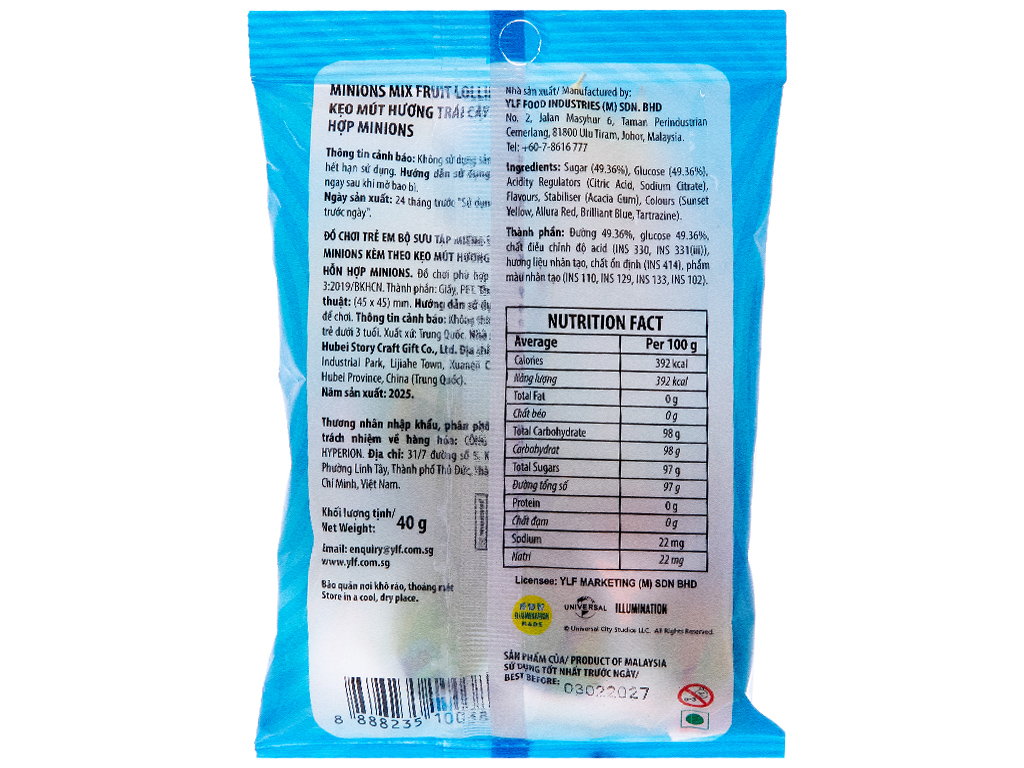 MINIONS MIX FRUIT LOLLI
KẸO MÚT HƯƠNG TRÁI CÂY
HỢP MINIONS
Thông tin cảnh báo: Không sử dụng sản
hết hạn sử dụng. Hướng dẫn sử dụng
ngay sau khi mở bao bì.
Ngày sản xuất: 24 tháng trước "Sử dụn
trước ngày".
ĐỒ CHƠI TRẺ EM BỘ SƯU TẬP
MINIONS KÈM THEO KẸO MÚT HƯƠNG
HỖN HỢP MINIONS. Đồ chơi phù hợp
3:2019/BKHCN. Thành phần: Giấy, PET.
thuật: (45 x 45) mm. Hướng dẫn sử dụ
để chơi. Thông tin cảnh báo: Không
trẻ dưới 3 tuổi. Xuất xứ: Trung Quốc. Nhà
Hubei Story Craft Gift Co., Ltd. Địa chỉ
Industrial Park, Lijiahe Town, Xuanen C
Hubei Province, China (Trung Quốc).
Năm sản xuất: 2025.
Thương nhân nhập khẩu, phân phố
trách nhiệm về hàng hóa: CÔNG
HYPERION. Địa chỉ: 31/7 đường số 5, K
Phường Linh Tây, Thành phố Thủ Đức,
Chí Minh, Việt Nam.
Khối lượng tịnh/
Net Weight: 40 g
Email: enquiry@ylf.com.sg
www.ylf.com.sg
Bảo quản nơi khô ráo, thoáng mát
Store in a cool, dry place.
8 888235 10038
Nhà sản xuất/ Manufactured by:
YLF FOOD INDUSTRIES (M) SDN. BHD
No. 2, Jalan Masyhur 6, Taman Perindustrian
Cemerlang, 81800 Ulu Tiram, Johor, Malaysia.
Tel: +60-7-8616 777
Ingredients: Sugar (49.36%), Glucose (49.36%),
Acidity Regulators (Citric Acid, Sodium Citrate),
Flavours, Stabiliser (Acacia Gum), Colours (Sunset
Yellow, Allura Red, Brilliant Blue, Tartrazine).
Thành phần: Đường 49.36%, glucose 49.36%,
chất điều chỉnh độ acid (INS 330, INS 331(iii)),
hương liệu nhân tạo, chất ổn định (INS 414), phẩm
màu nhân tạo (INS 110, INS 129, INS 133, INS 102).
NUTRITION FACT
Average Per 100 g
Calories 392 kcal
Năng lượng 392 kcal
Total Fat 0 g
Chất béo 0 g
Total Carbohydrate 98 g
Carbohydrat 98 g
Total Sugars 97 g
Đường tổng số 97 g
Protein 0 g
Chất đạm 0 g
Sodium 22 mg
Natri 22 mg
Licensee: YLF MARKETING (M) SDN BHD
UNIVERSAL ILLUMINATION
© Universal City Studios LLC. All Rights Reserved.
SẢN PHẨM CỦA/ PRODUCT OF MALAYSIA
SỬ DỤNG TỐT NHẤT TRƯỚC NGÀY/
BEST BEFORE: 03022027
0-3